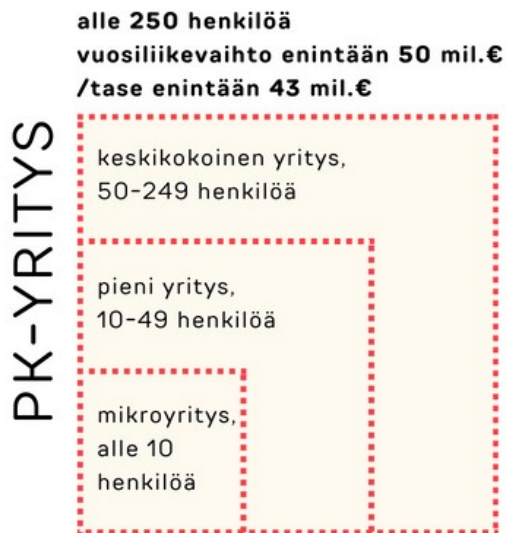 alle 250 henkilöä
vuosiliikevaihto enintään 50 mil.€
/tase enintään 43 mil.€
PK-YRITYS
keskikokoinen yritys,
50-249 henkilöä
pieni yritys,
10-49 henkilöä
mikroyritys,
alle 10
henkilöä